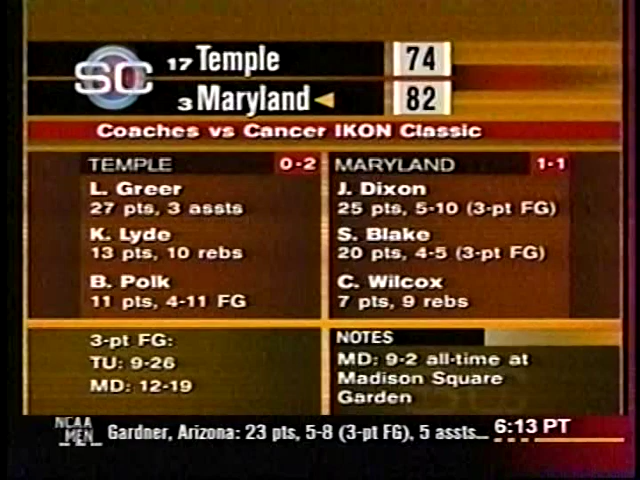 SC
17 Temple 74
3 Maryland 82
Coaches vs Cancer IKON Classic
TEMPLE 0-2
L. Greer
27 pts, 3 assts
K. Lyde
13 pts, 10 rebs
B. Polk
11 pts, 4-11 FG
MARYLAND 1-1
J. Dixon
25 pts, 5-10 (3-pt FG)
S. Blake
20 pts, 4-5 (3-pt FG)
C. Wilcox
7 pts, 9 rebs
3-pt FG:
TU: 9-26
MD: 12-19
NOTES
MD: 9-2 all-time at
Madison Square
Garden
NCAA
MEN
Gardner, Arizona: 23 pts, 5-8 (3-pt FG), 5 assts...
6:13 PT